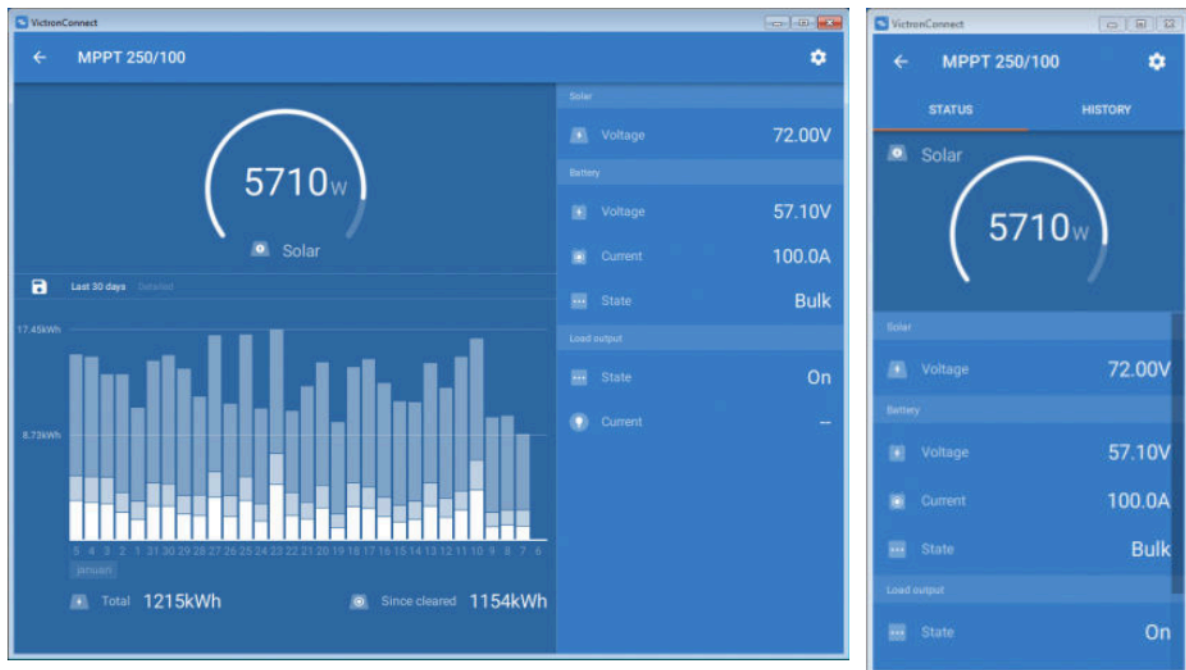 VictronConnect
MPPT 250/100
5710W
Solar
Last 30 days Detailed
17.45kWh
8.73kWh
5 4 3 2 1 31 30 29 28 27 26 25 24 23 22 21 20 19 18 17 16 15 14 13 12 11 10 9 8 7 6
januari
Total 1215kWh
Since cleared 1154kWh
Solar
Voltage 72.00V
Battery
Voltage 57.10V
Current 100.0A
State Bulk
Load output
State On
Current --
VictronConnect
MPPT 250/100
STATUS HISTORY
Solar
5710W
Solar
Voltage 72.00V
Battery
Voltage 57.10V
Current 100.0A
State Bulk
Load output
State On